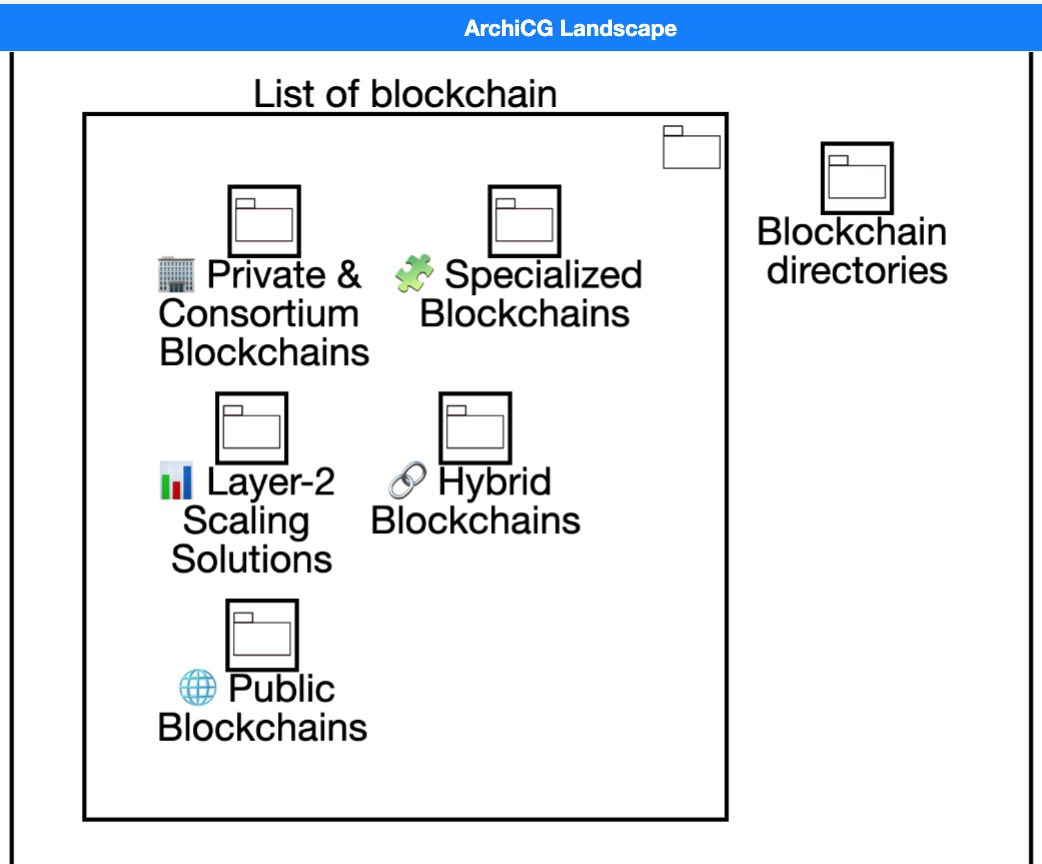 ArchiCG Landscape
List of blockchain
🏢 Private &
Consortium
Blockchains
🧩 Specialized
Blockchains
Blockchain
directories
📊 Layer-2
Scaling
Solutions
🔗 Hybrid
Blockchains
🌐 Public
Blockchains